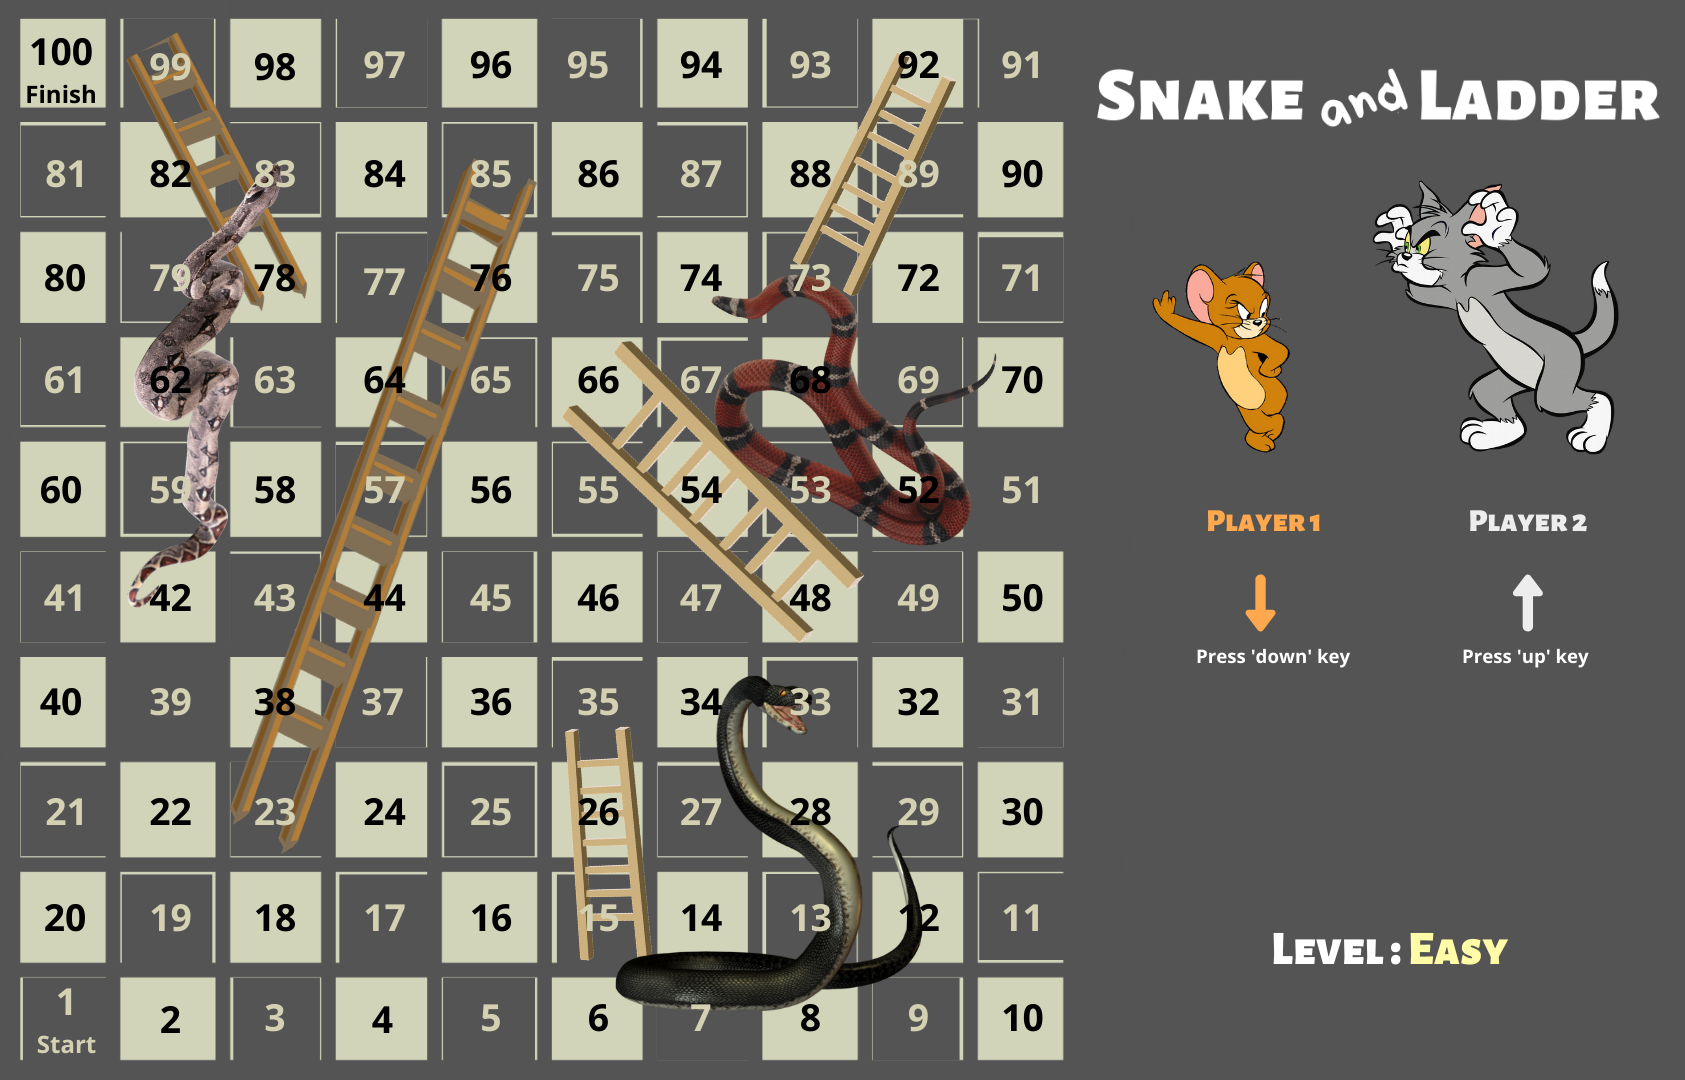 100 99 98 97 96 95 94 93 92 91
Finish
81 82 83 84 85 86 87 88 89 90
80 79 78 77 76 75 74 73 72 71
61 62 63 64 65 66 67 68 69 70
60 59 58 57 56 55 54 53 52 51
41 42 43 44 45 46 47 48 49 50
40 39 38 37 36 35 34 33 32 31
21 22 23 24 25 26 27 28 29 30
20 19 18 17 16 15 14 13 12 11
1 2 3 4 5 6 7 8 9 10
Start
SNAKE and LADDER
PLAYER 1
Press 'down' key
PLAYER 2
Press 'up' key
LEVEL : EASY